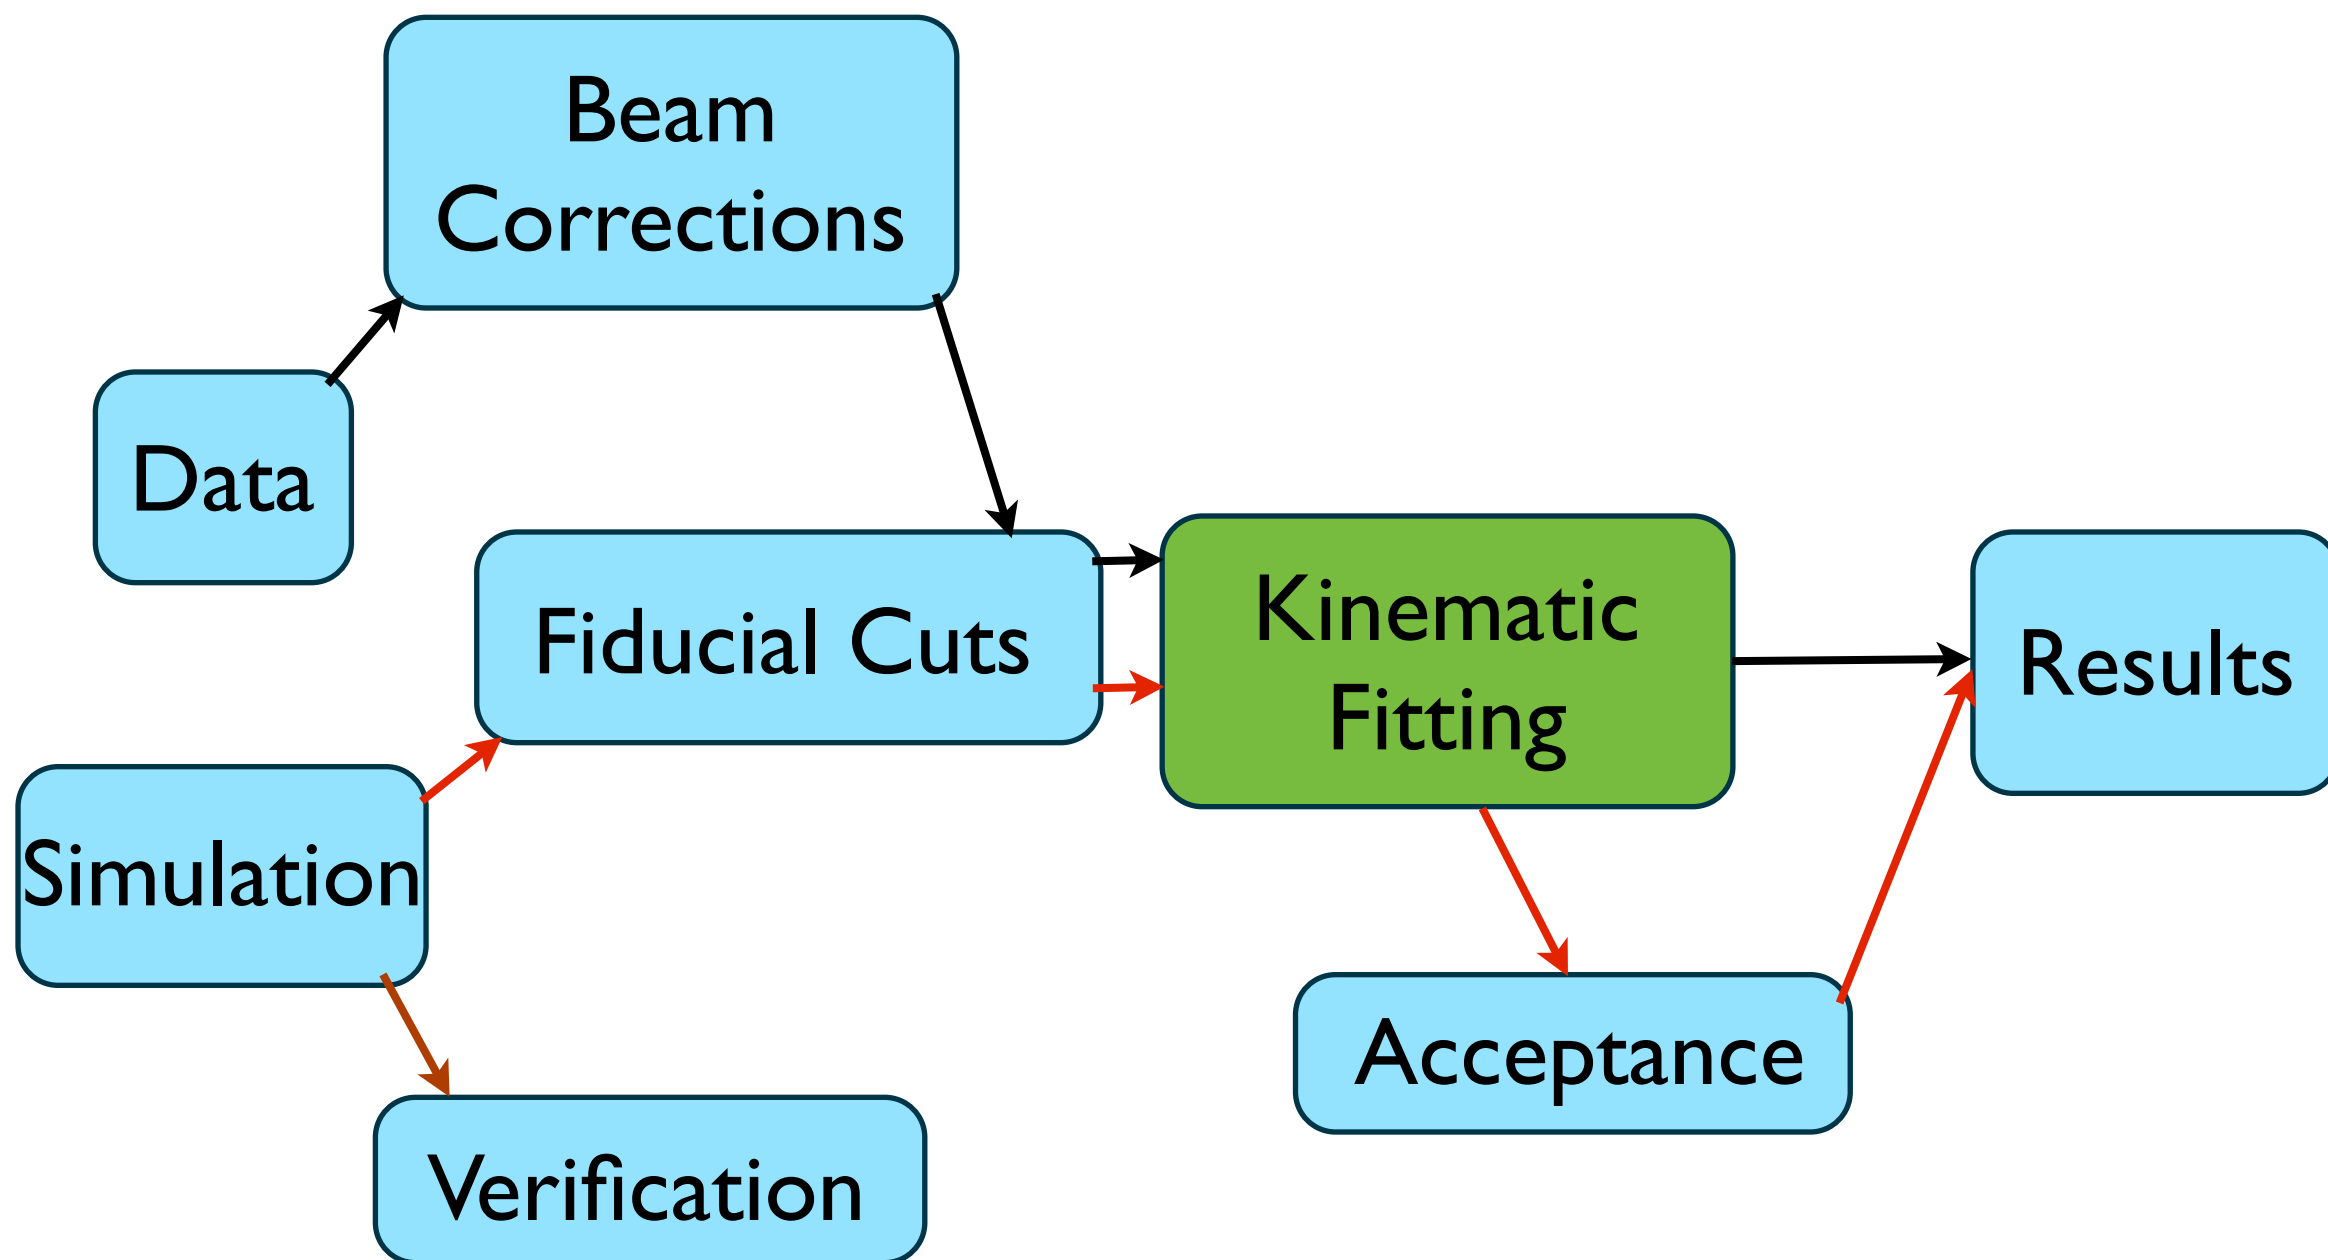 Beam
Corrections
Data
Fiducial Cuts
Kinematic
Fitting
Results
Simulation
Acceptance
Verification